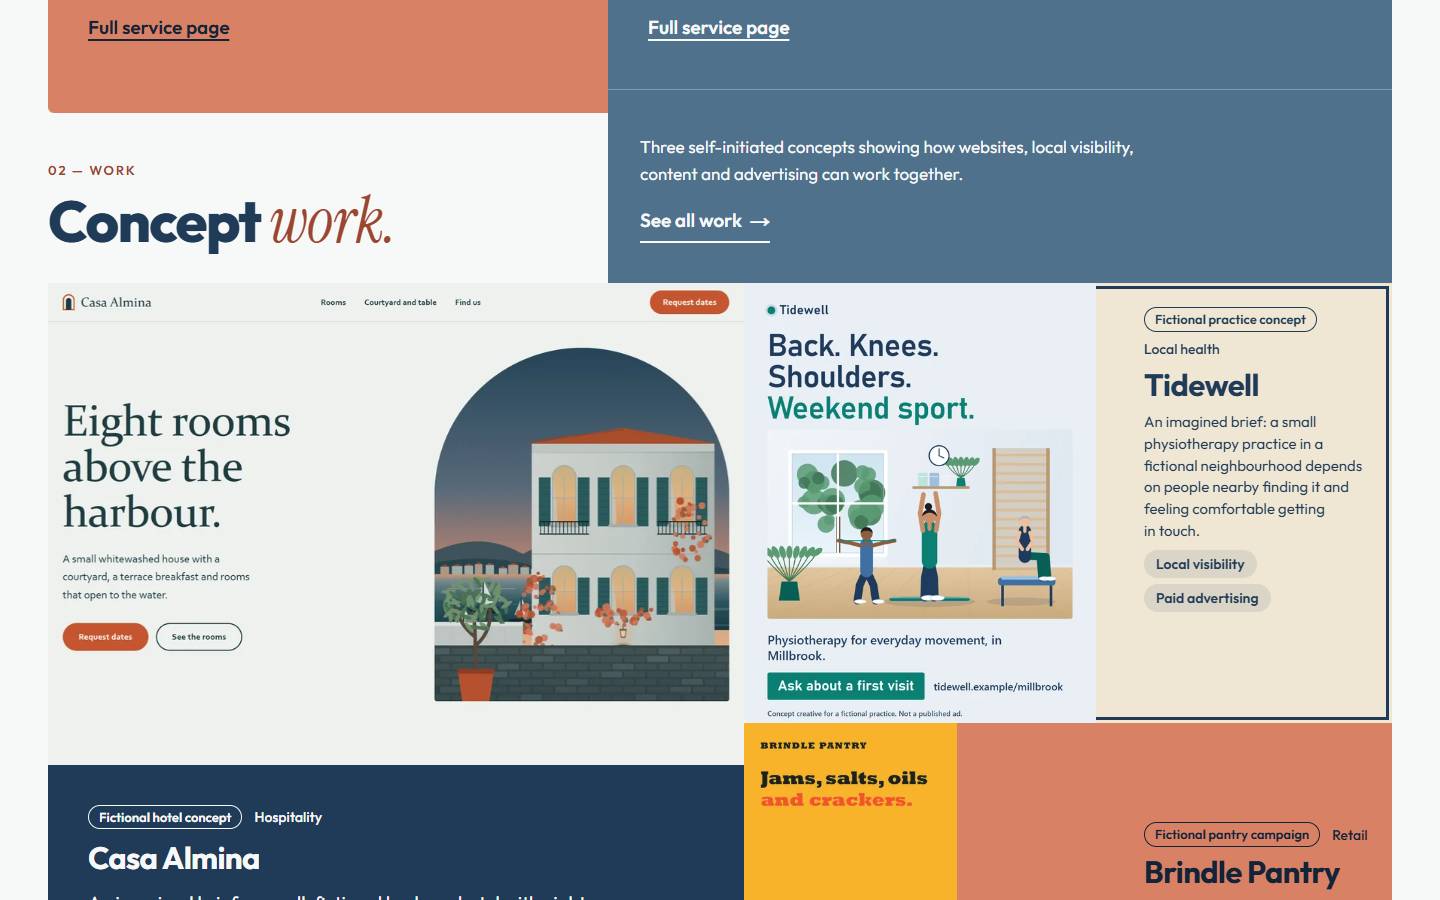 Full service page
Full service page
Three self-initiated concepts showing how websites, local visibility,
content and advertising can work together.
See all work →
02 — WORK
Concept work.
Casa Almina
Rooms
Courtyard and table
Find us
Request dates
Eight rooms
above the
harbour.
A small whitewashed house with a
courtyard, a terrace breakfast and rooms
that open to the water.
Request dates
See the rooms
Tidewell
Back. Knees.
Shoulders.
Weekend sport.
Physiotherapy for everyday movement, in
Millbrook.
Ask about a first visit
tidewell.example/millbrook
Concept creative for a fictional practice. Not a published ad.
Fictional practice concept
Local health
Tidewell
An imagined brief: a small
physiotherapy practice in a
fictional neighbourhood depends
on people nearby finding it and
feeling comfortable getting
in touch.
Local visibility
Paid advertising
Fictional hotel concept
Hospitality
Casa Almina
BRINDLE PANTRY
Jams, salts, oils
and crackers.
Fictional pantry campaign
Retail
Brindle Pantry